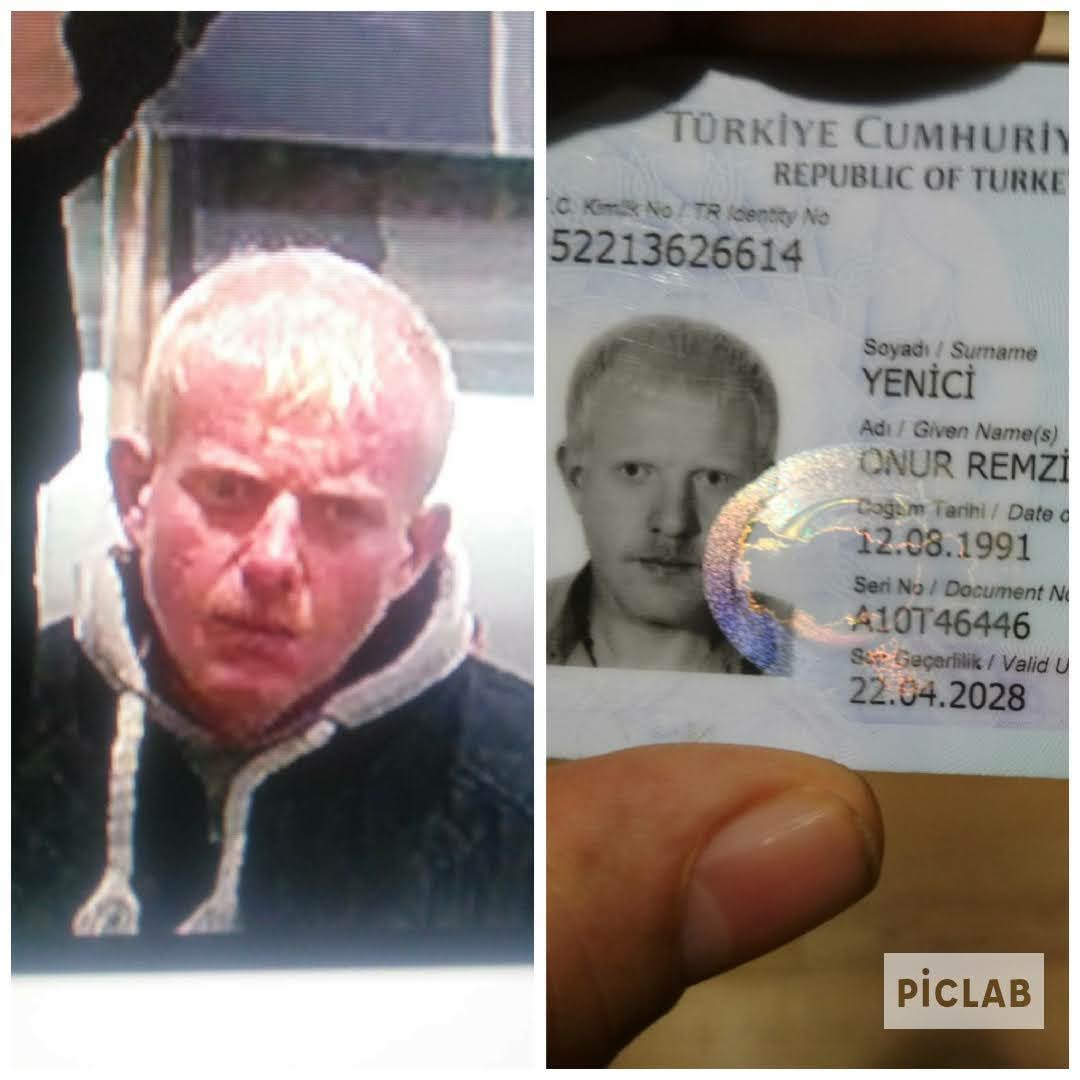 TÜRKİYE CUMHURİY
REPUBLIC OF TURKE
T.C. Kimlik No / TR Identity No
52213626614
Soyadı / Surname
YENİCİ
Adı / Given Name(s)
ONUR REMZİ
Doğum Tarihi / Date o
12.08.1991
Seri No / Document No
A10T46446
Son Geçerlilik / Valid U
22.04.2028
PİCLAB